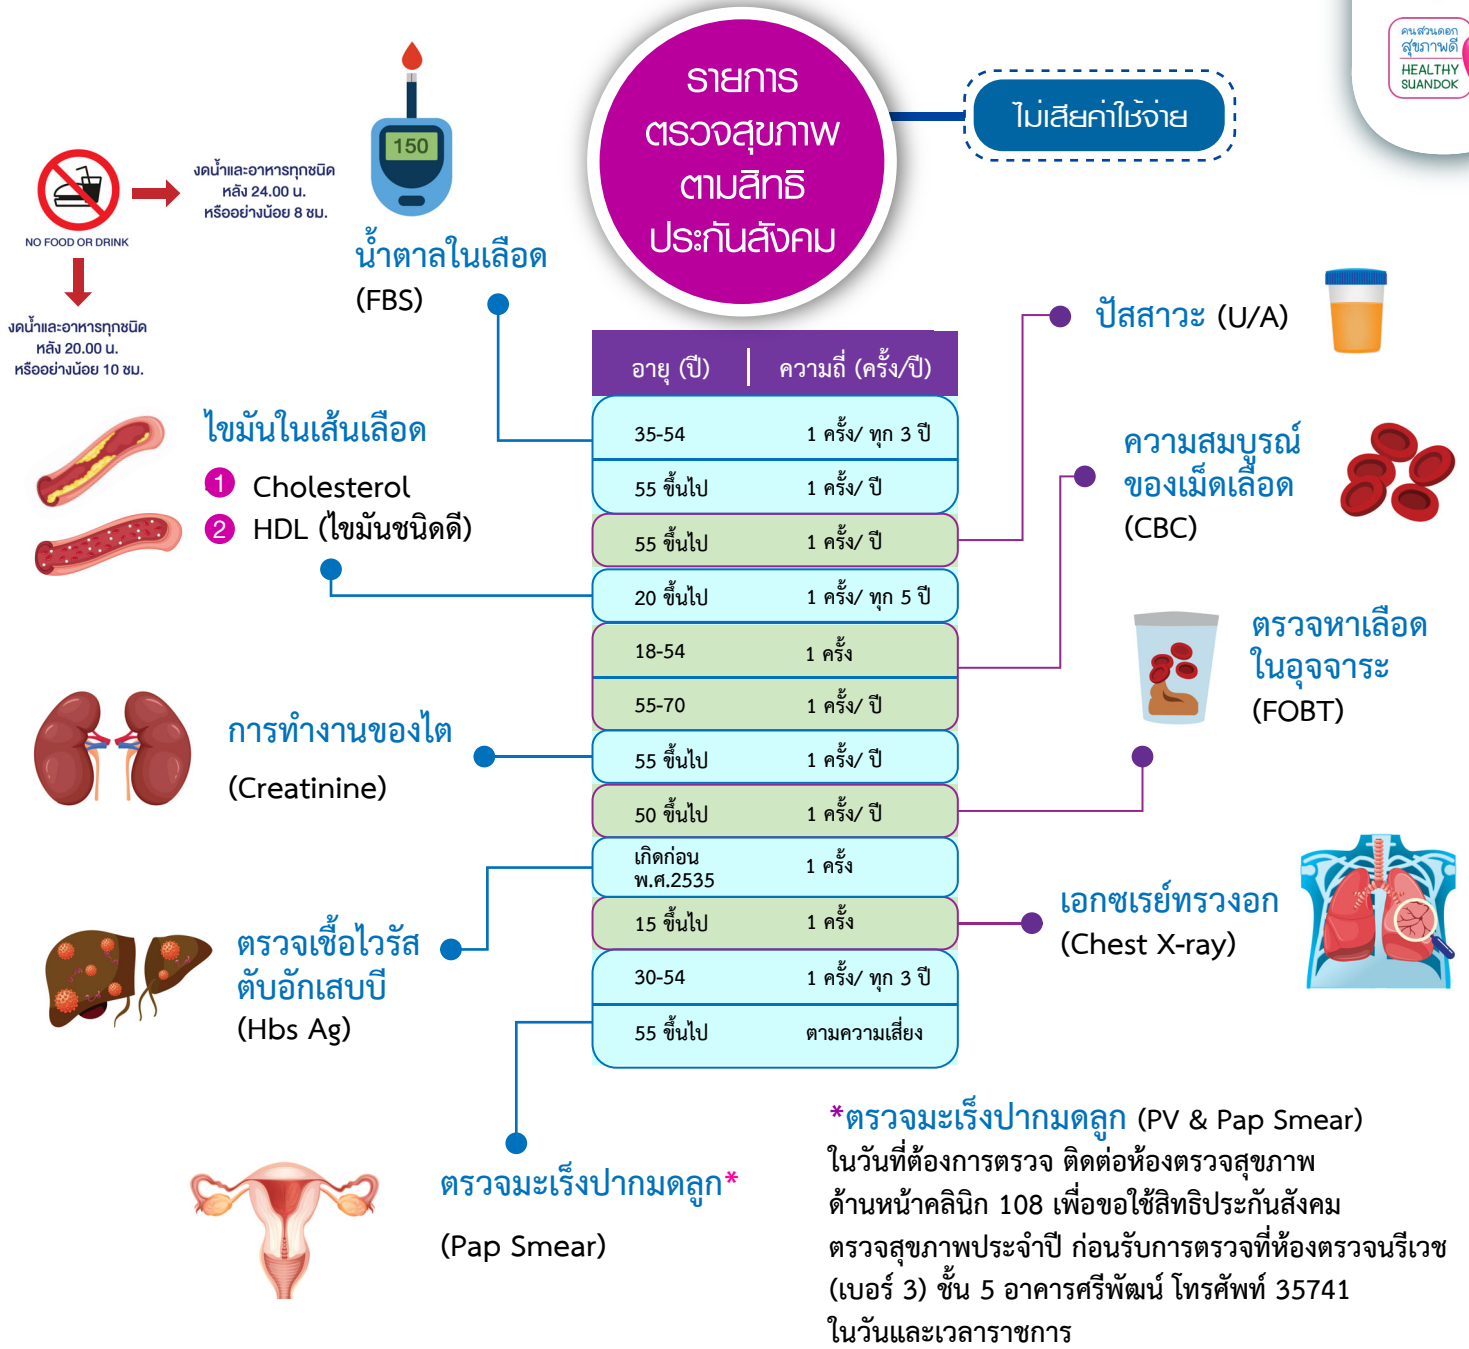 รายการ
ตรวจสุขภาพ
ตามสิทธิ
ประกันสังคม
ไม่เสียค่าใช้จ่าย
คนสวนดอก
สุขภาพดี
HEALTHY
SUANDOK
150
NO FOOD OR DRINK
งดน้ำและอาหารทุกชนิด
หลัง 24.00 น.
หรืออย่างน้อย 8 ชม.
งดน้ำและอาหารทุกชนิด
หลัง 20.00 น.
หรืออย่างน้อย 10 ชม.
น้ำตาลในเลือด
(FBS)
ไขมันในเส้นเลือด
1 Cholesterol
2 HDL (ไขมันชนิดดี)
การทำงานของไต
(Creatinine)
ตรวจเชื้อไวรัส
ตับอักเสบบี
(Hbs Ag)
ตรวจมะเร็งปากมดลูก*
(Pap Smear)
อายุ (ปี) ความถี่ (ครั้ง/ปี)
35-54 1 ครั้ง/ ทุก 3 ปี
55 ขึ้นไป 1 ครั้ง/ ปี
55 ขึ้นไป 1 ครั้ง/ ปี
20 ขึ้นไป 1 ครั้ง/ ทุก 5 ปี
18-54 1 ครั้ง
55-70 1 ครั้ง/ ปี
55 ขึ้นไป 1 ครั้ง/ ปี
50 ขึ้นไป 1 ครั้ง/ ปี
เกิดก่อน
พ.ศ.2535 1 ครั้ง
15 ขึ้นไป 1 ครั้ง
30-54 1 ครั้ง/ ทุก 3 ปี
55 ขึ้นไป ตามความเสี่ยง
ปัสสาวะ (U/A)
ความสมบูรณ์
ของเม็ดเลือด
(CBC)
ตรวจหาเลือด
ในอุจจาระ
(FOBT)
เอกซเรย์ทรวงอก
(Chest X-ray)
*ตรวจมะเร็งปากมดลูก (PV & Pap Smear)
ในวันที่ต้องการตรวจ ติดต่อห้องตรวจสุขภาพ
ด้านหน้าคลินิก 108 เพื่อขอใช้สิทธิประกันสังคม
ตรวจสุขภาพประจำปี ก่อนรับการตรวจที่ห้องตรวจนรีเวช
(เบอร์ 3) ชั้น 5 อาคารศรีพัฒน์ โทรศัพท์ 35741
ในวันและเวลาราชการ